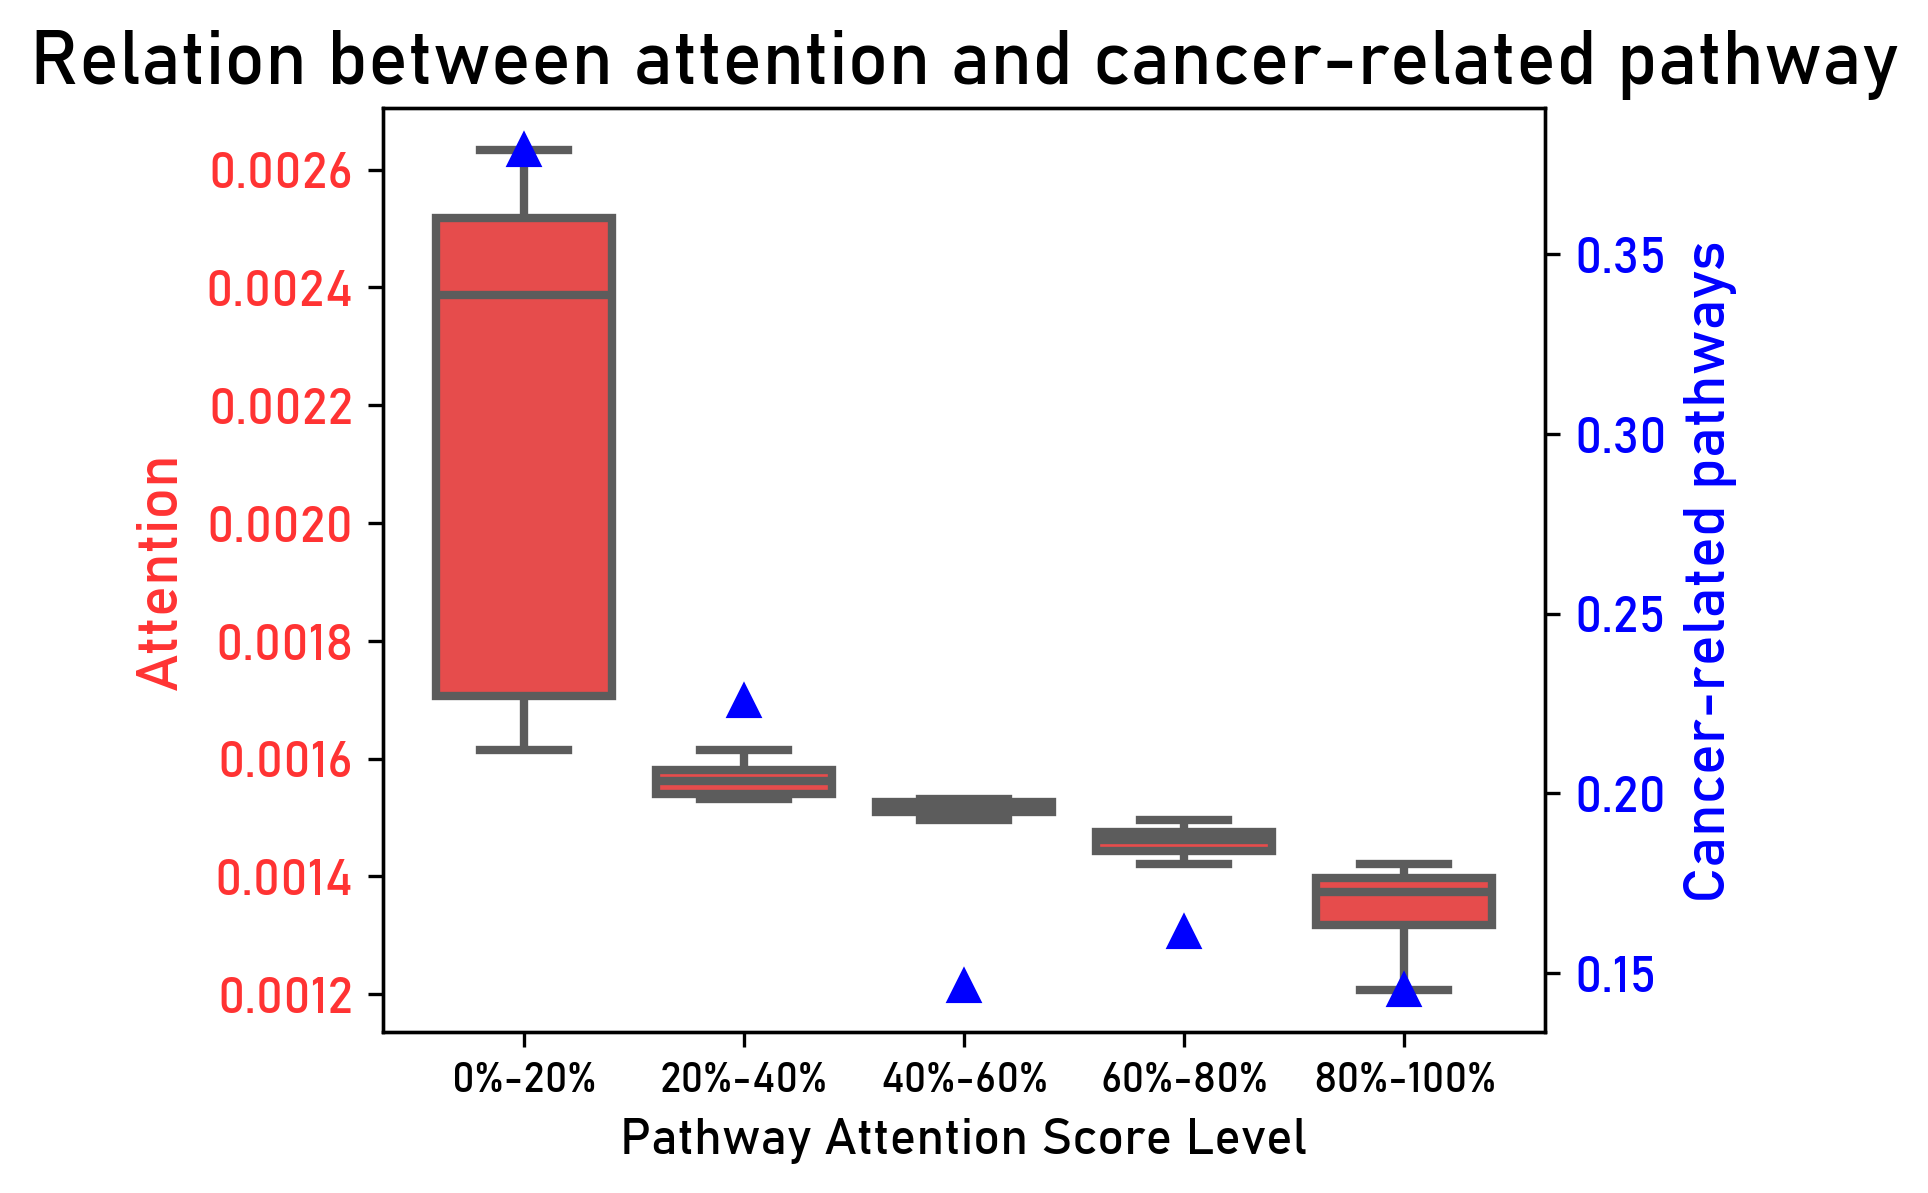 Relation between attention and cancer-related pathway
0.0026
0.0024
0.0022
0.0020
0.0018
0.0016
0.0014
0.0012
Attention
0.35
0.30
0.25
0.20
0.15
Cancer-related pathways
0%-20% 20%-40% 40%-60% 60%-80% 80%-100%
Pathway Attention Score Level